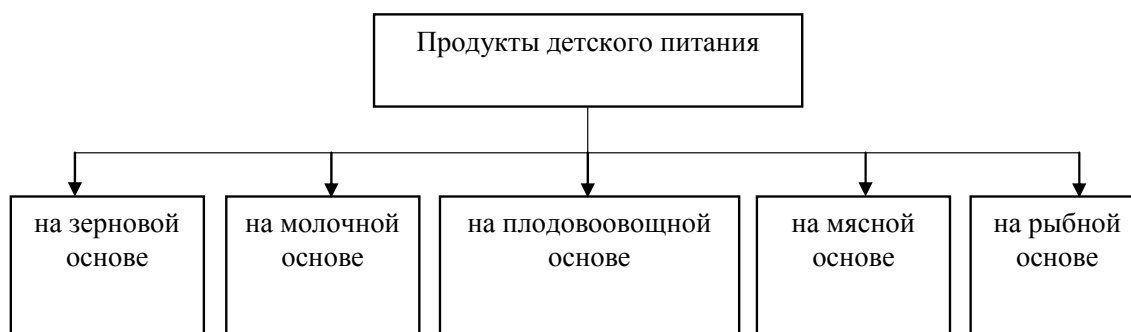 Продукты детского питания
на зерновой
основе
на молочной
основе
на плодовоовощной
основе
на мясной
основе
на рыбной
основе